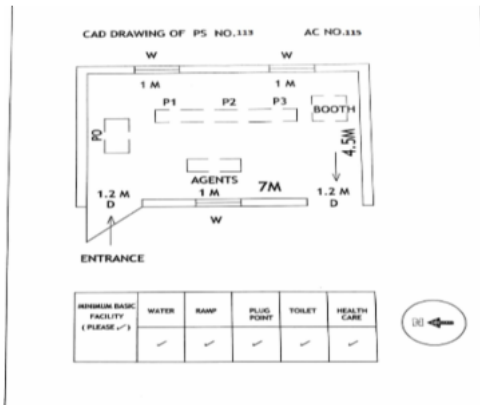 CAD DRAWING OF PS NO.113 AC NO.115
W W
1 M 1 M
P1 P2 P3
BOOTH
PO
4.5M
AGENTS
1.2 M 1 M 7M 1.2 M
D D
W
ENTRANCE
MINIMUM BASIC FACILITY (PLEASE ✓) WATER RAMP PLUG POINT TOILET HEALTH CARE
✓ ✓ ✓ ✓ ✓